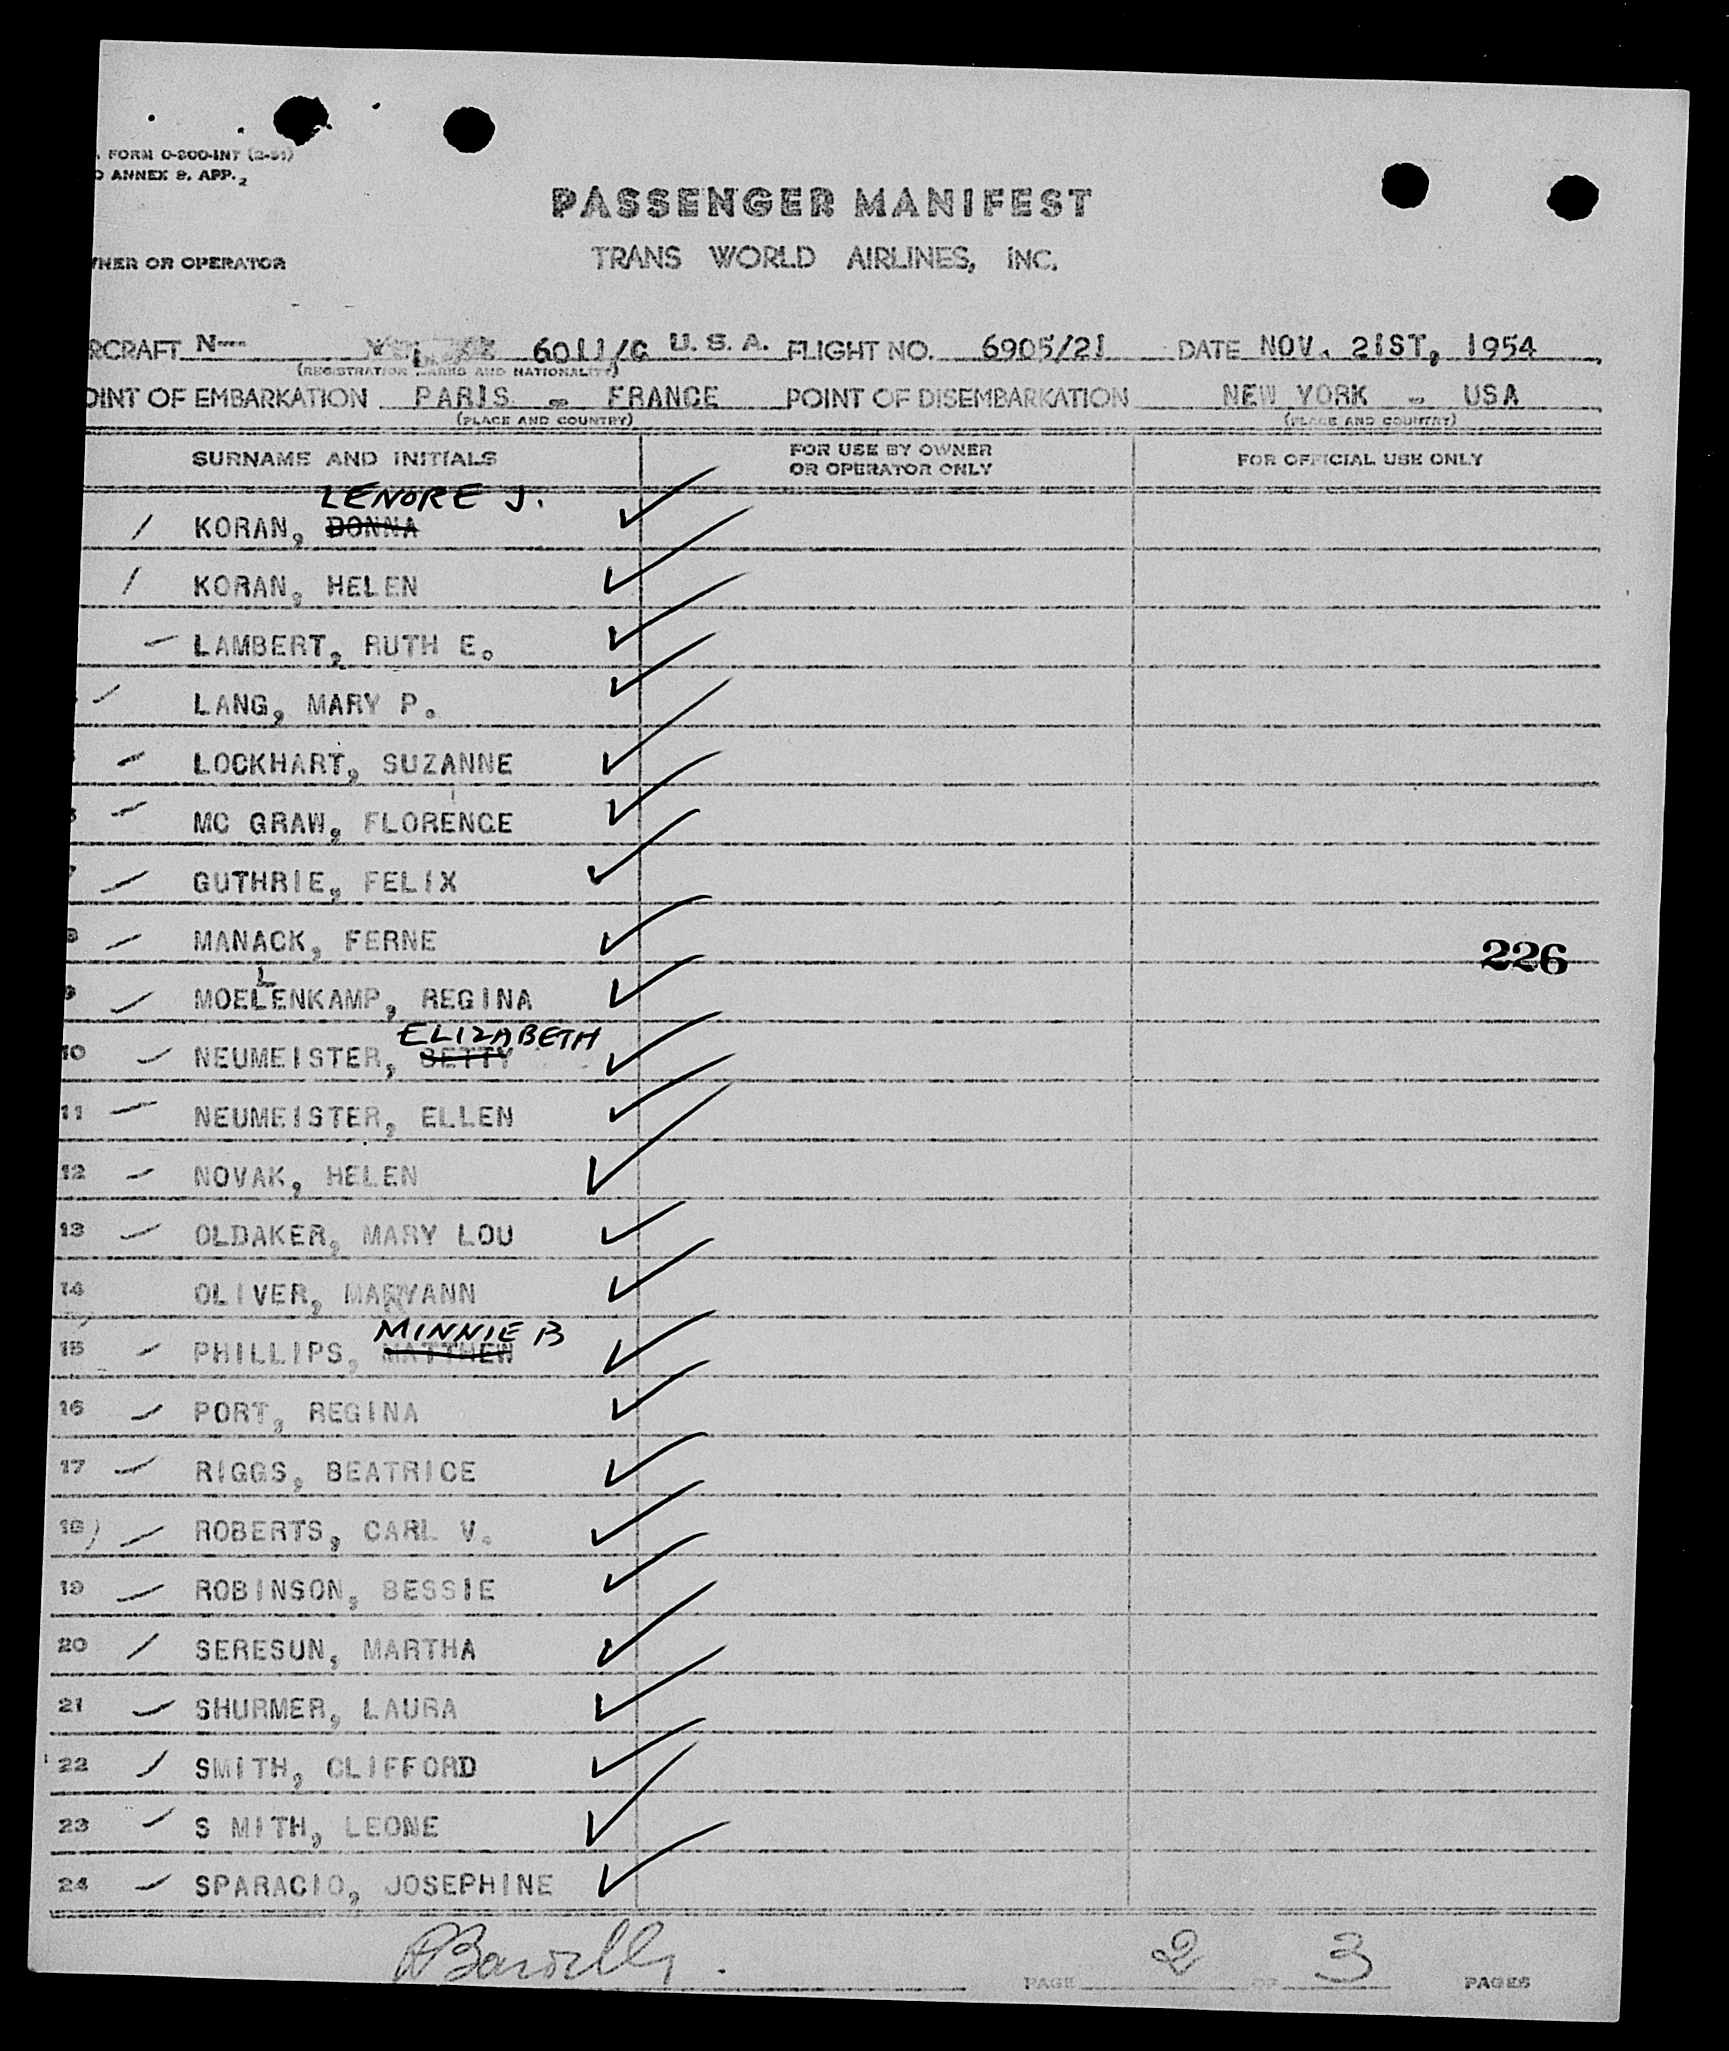 . FORM O-800-INT (2-51)
O ANNEX 9. APP. 2
PASSENGER MANIFEST
WNER OR OPERATOR
TRANS WORLD AIRLINES, INC.
RCRAFT N--- 6011/C U. S. A. FLIGHT NO. 6905/21 DATE NOV. 21ST, 1954
(REGISTRATION MARKS AND NATIONALITY)
OINT OF EMBARKATION PARIS - FRANCE POINT OF DISEMBARKATION NEW YORK - USA
(PLACE AND COUNTRY) (PLACE AND COUNTRY)
SURNAME AND INITIALS FOR USE BY OWNER OR OPERATOR ONLY FOR OFFICIAL USE ONLY
LENORE J.
KORAN, DONNA
KORAN, HELEN
LAMBERT, RUTH E.
LANG, MARY P.
LOCKHART, SUZANNE
MC GRAW, FLORENCE
7 GUTHRIE, FELIX
8 MANACK, FERNE
226
L
9 MOELENKAMP, REGINA
ELIZABETH
10 NEUMEISTER, BETTY
11 NEUMEISTER, ELLEN
12 NOVAK, HELEN
13 OLDAKER, MARY LOU
14 OLIVER, MARYANN
MINNIE B
15 PHILLIPS, MATTHEW
16 PORT, REGINA
17 RIGGS, BEATRICE
18 ROBERTS, CARL V.
19 ROBINSON, BESSIE
20 SERESUN, MARTHA
21 SHURMER, LAURA
22 SMITH, CLIFFORD
23 S MITH, LEONE
24 SPARACIO, JOSEPHINE
PAGE 2 OF 3 PAGES